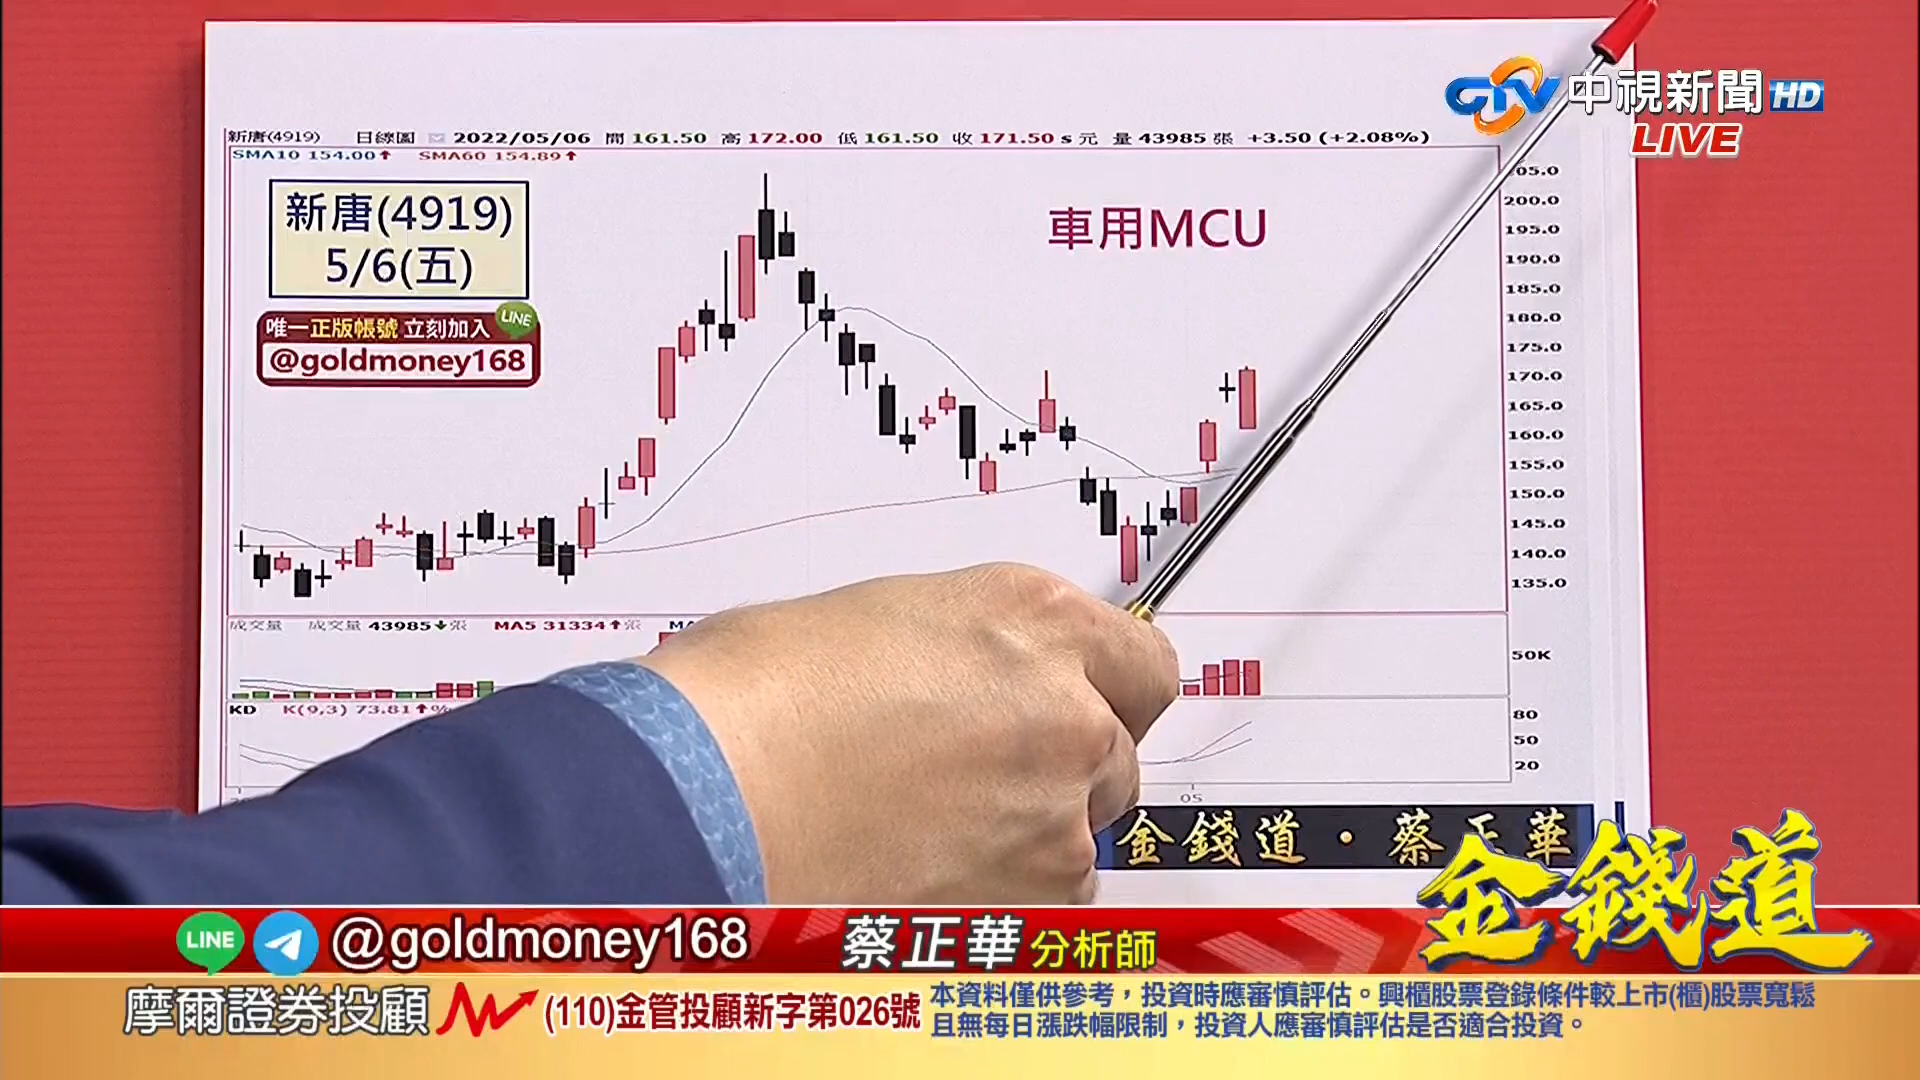 CTV 中視新聞 HD
LIVE
新唐(4919) 日線圖 2022/05/06 開 161.50 高 172.00 低 161.50 收 171.50 s 元 量 43985 張 +3.50 (+2.08%)
SMA10 154.00↑ SMA60 154.89↑
新唐(4919)
5/6(五)
車用MCU
唯一正版帳號 立刻加入 LINE
@goldmoney168
05.0
200.0
195.0
190.0
185.0
180.0
175.0
170.0
165.0
160.0
155.0
150.0
145.0
140.0
135.0
成交量 成交量 43985↓張 MA5 31334↑張 MA
50K
KD K(9,3) 73.81↑%
80
50
20
05
金錢道・蔡正華
金錢道
LINE @goldmoney168 蔡正華 分析師
摩爾證券投顧 (110)金管投顧新字第026號
本資料僅供參考，投資時應審慎評估。興櫃股票登錄條件較上市(櫃)股票寬鬆
且無每日漲跌幅限制，投資人應審慎評估是否適合投資。